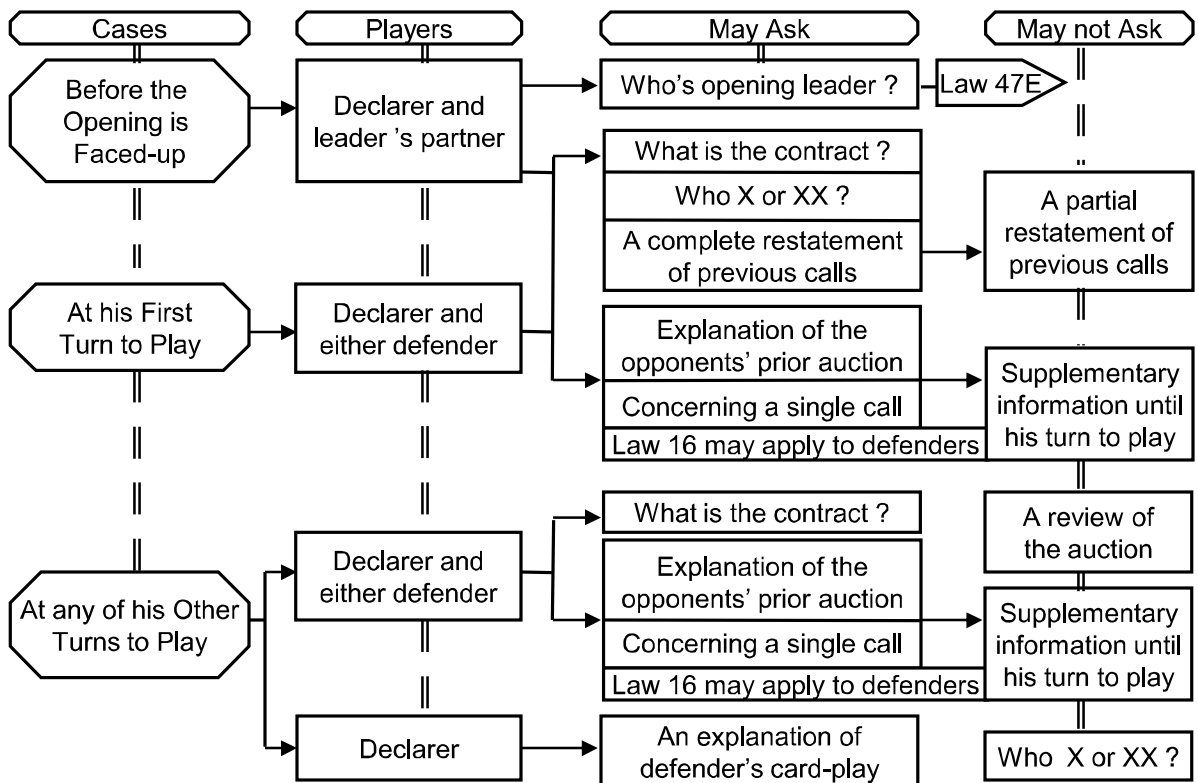 Cases
Players
May Ask
May not Ask
Before the
Opening is
Faced-up
Declarer and
leader 's partner
Who's opening leader ?
Law 47E
What is the contract ?
Who X or XX ?
A complete restatement
of previous calls
A partial
restatement of
previous calls
At his First
Turn to Play
Declarer and
either defender
Explanation of the
opponents' prior auction
Concerning a single call
Law 16 may apply to defenders
Supplementary
information until
his turn to play
At any of his Other
Turns to Play
Declarer and
either defender
What is the contract ?
A review of
the auction
Explanation of the
opponents' prior auction
Concerning a single call
Law 16 may apply to defenders
Supplementary
information until
his turn to play
Declarer
An explanation of
defender's card-play
Who X or XX ?